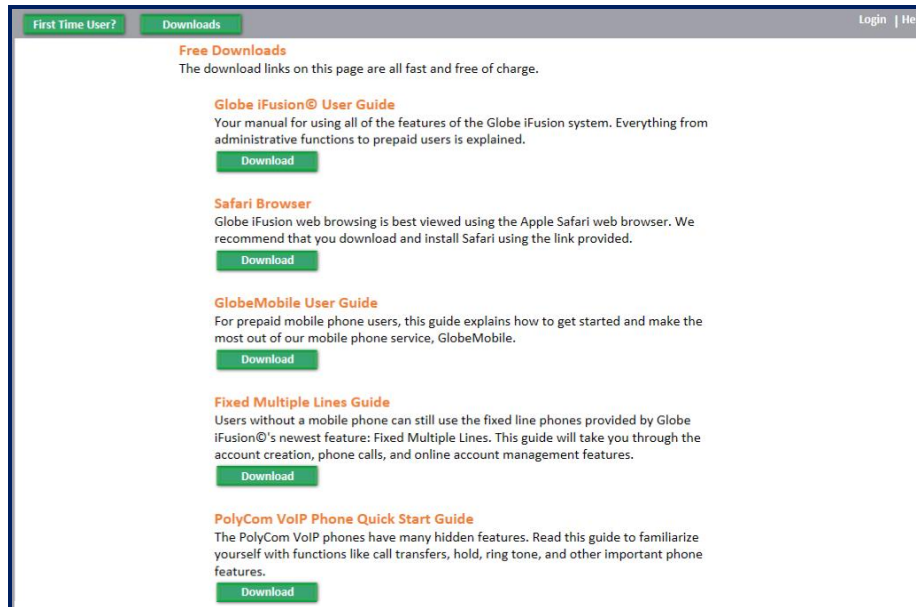 First Time User? Downloads Login | He
Free Downloads
The download links on this page are all fast and free of charge.
Globe iFusion© User Guide
Your manual for using all of the features of the Globe iFusion system. Everything from
administrative functions to prepaid users is explained.
Download
Safari Browser
Globe iFusion web browsing is best viewed using the Apple Safari web browser. We
recommend that you download and install Safari using the link provided.
Download
GlobeMobile User Guide
For prepaid mobile phone users, this guide explains how to get started and make the
most out of our mobile phone service, GlobeMobile.
Download
Fixed Multiple Lines Guide
Users without a mobile phone can still use the fixed line phones provided by Globe
iFusion©'s newest feature: Fixed Multiple Lines. This guide will take you through the
account creation, phone calls, and online account management features.
Download
PolyCom VoIP Phone Quick Start Guide
The PolyCom VoIP phones have many hidden features. Read this guide to familiarize
yourself with functions like call transfers, hold, ring tone, and other important phone
features.
Download